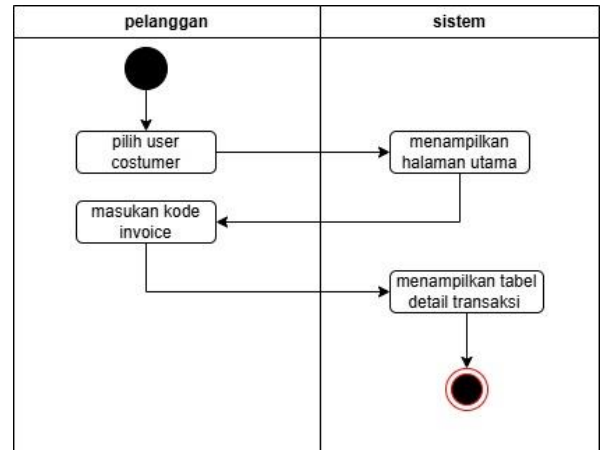 pelanggan
sistem
pilih user
costumer
menampilkan
halaman utama
masukan kode
invoice
menampilkan tabel
detail transaksi